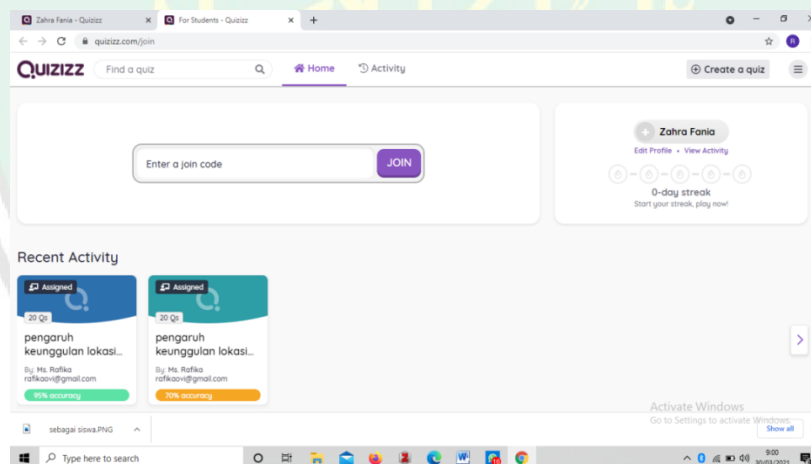 Zahra Fania - Quizizz
For Students - Quizizz
quizizz.com/join
QUIZIZZ
Find a quiz
Home
Activity
Create a quiz
Enter a join code
JOIN
Zahra Fania
Edit Profile • View Activity
0-day streak
Start your streak, play now!
Recent Activity
Assigned
20 Qs
pengaruh
keunggulan lokasi...
By: Ms. Rafika
rafikaovi@gmail.com
95% accuracy
Assigned
20 Qs
pengaruh
keunggulan lokasi...
By: Ms. Rafika
rafikaovi@gmail.com
70% accuracy
Activate Windows
Go to Settings to activate Windows.
sebagai siswa.PNG
Show all
Type here to search
9:00
30/03/2021